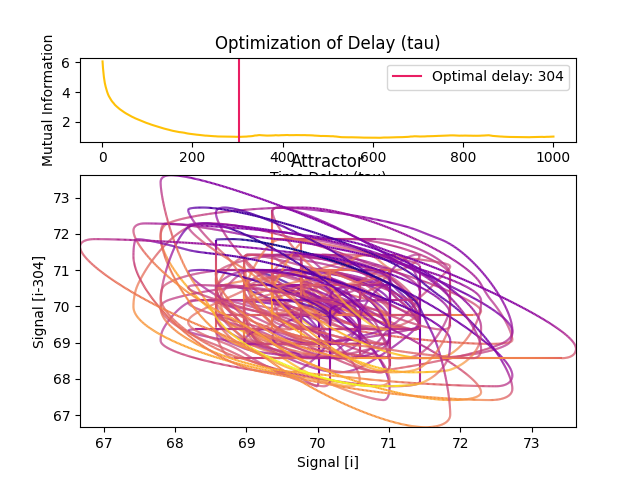 Optimization of Delay (tau)
Mutual Information
6
4
2
Optimal delay: 304
0 200 400 600 800 1000
Time Delay (tau)
Attractor
Signal [i-304]
73
72
71
70
69
68
67
67 68 69 70 71 72 73
Signal [i]